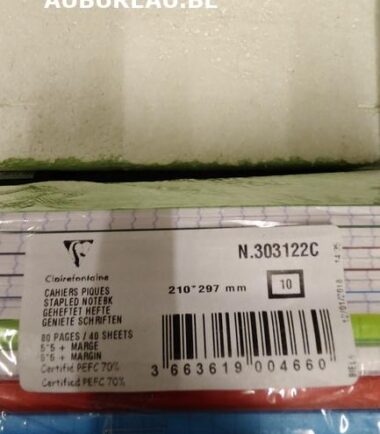 AUBUREAU.BE
N.303122C
Clairefontaine
CAHIERS PIQUES
STAPLED NOTEBK
GEHEFTET HEFTE
GENIETE SCHRIFTEN
210*297 mm
10
80 PAGES / 40 SHEETS
5*5 + MARGE
5*5 + MARGIN
Certifié PEFC 70%
Certified PEFC 70%
3 663619 004660